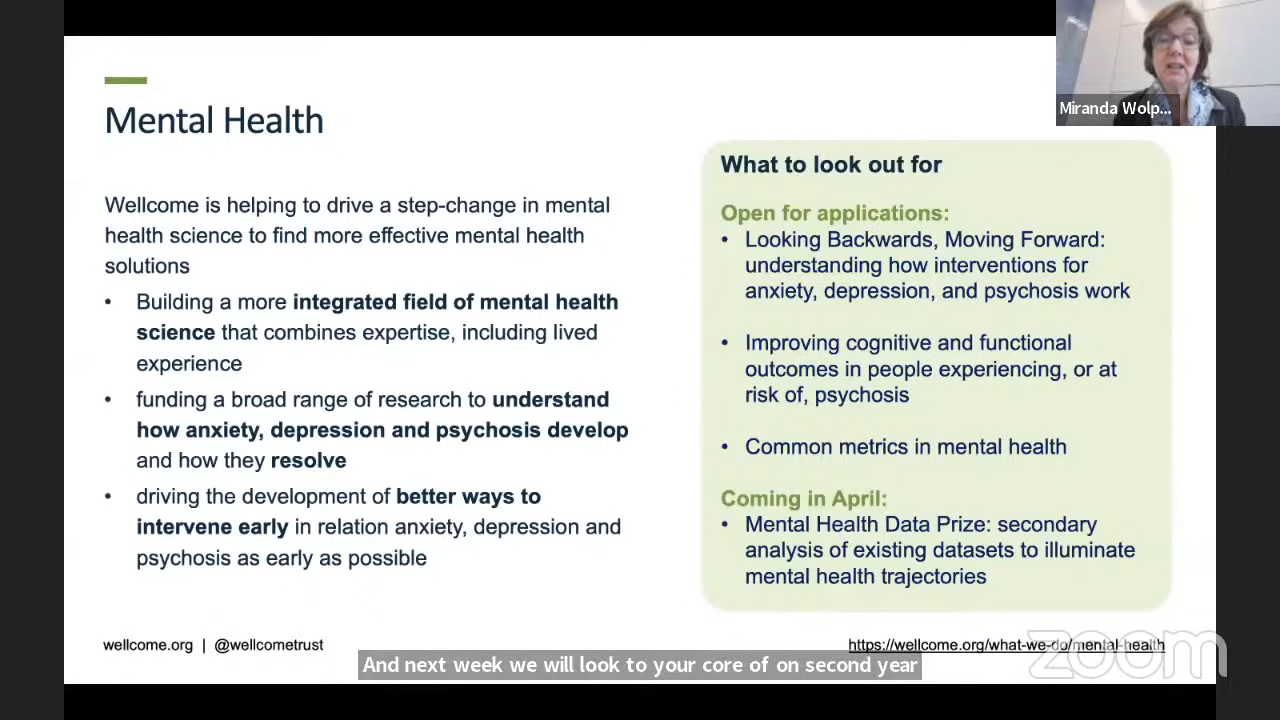 Miranda Wolp...
Mental Health
Wellcome is helping to drive a step-change in mental
health science to find more effective mental health
solutions
• Building a more integrated field of mental health
science that combines expertise, including lived
experience
• funding a broad range of research to understand
how anxiety, depression and psychosis develop
and how they resolve
• driving the development of better ways to
intervene early in relation anxiety, depression and
psychosis as early as possible
What to look out for
Open for applications:
• Looking Backwards, Moving Forward:
understanding how interventions for
anxiety, depression, and psychosis work
• Improving cognitive and functional
outcomes in people experiencing, or at
risk of, psychosis
• Common metrics in mental health
Coming in April:
• Mental Health Data Prize: secondary
analysis of existing datasets to illuminate
mental health trajectories
wellcome.org | @wellcometrust
https://wellcome.org/what-we-do/mental-health
zoom
And next week we will look to your core of on second year